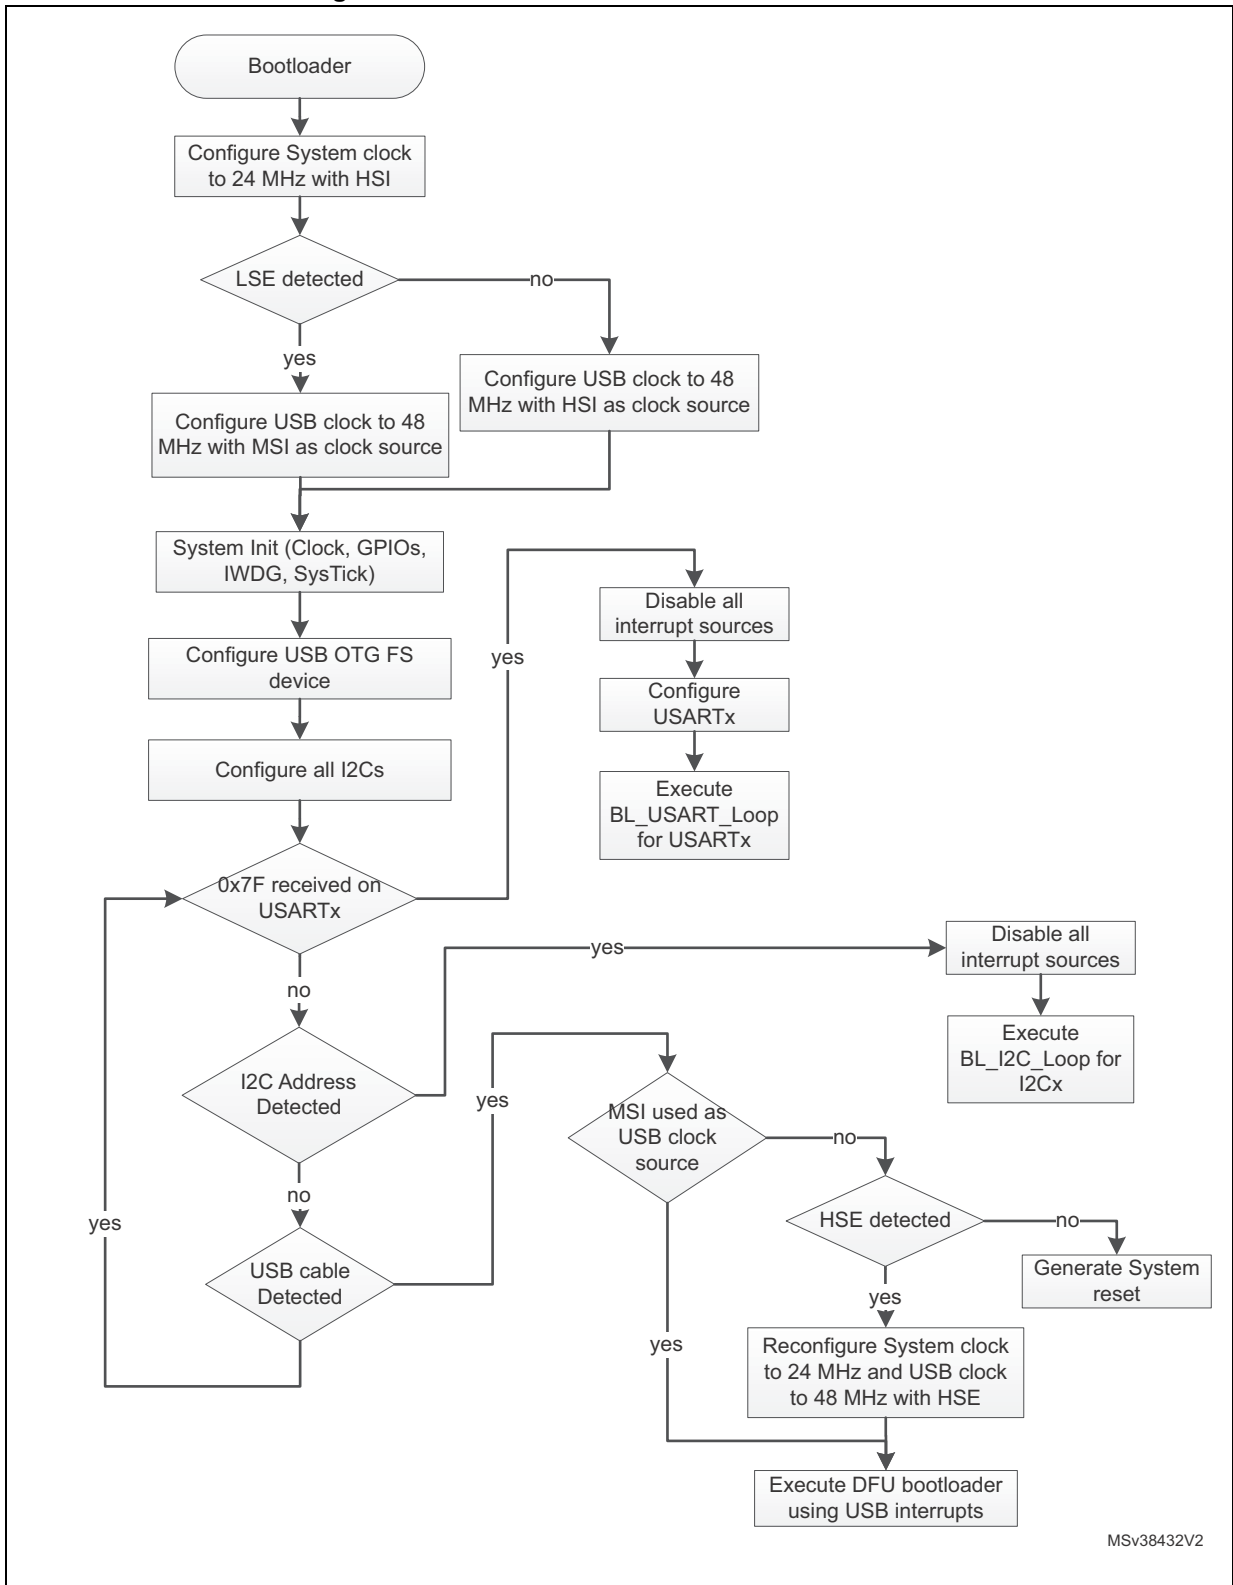 Bootloader
Configure System clock
to 24 MHz with HSI
LSE detected
no
yes
Configure USB clock to 48
MHz with HSI as clock source
Configure USB clock to 48
MHz with MSI as clock source
System Init (Clock, GPIOs,
IWDG, SysTick)
Disable all
interrupt sources
Configure USB OTG FS
device
yes
Configure
USARTx
Configure all I2Cs
Execute
BL_USART_Loop
for USARTx
0x7F received on
USARTx
no
yes
Disable all
interrupt sources
Execute
BL_I2C_Loop for
I2Cx
I2C Address
Detected
yes
MSI used as
USB clock
source
no
no
HSE detected
no
yes
USB cable
Detected
Generate System
reset
yes
yes
Reconfigure System clock
to 24 MHz and USB clock
to 48 MHz with HSE
Execute DFU bootloader
using USB interrupts
MSv38432V2